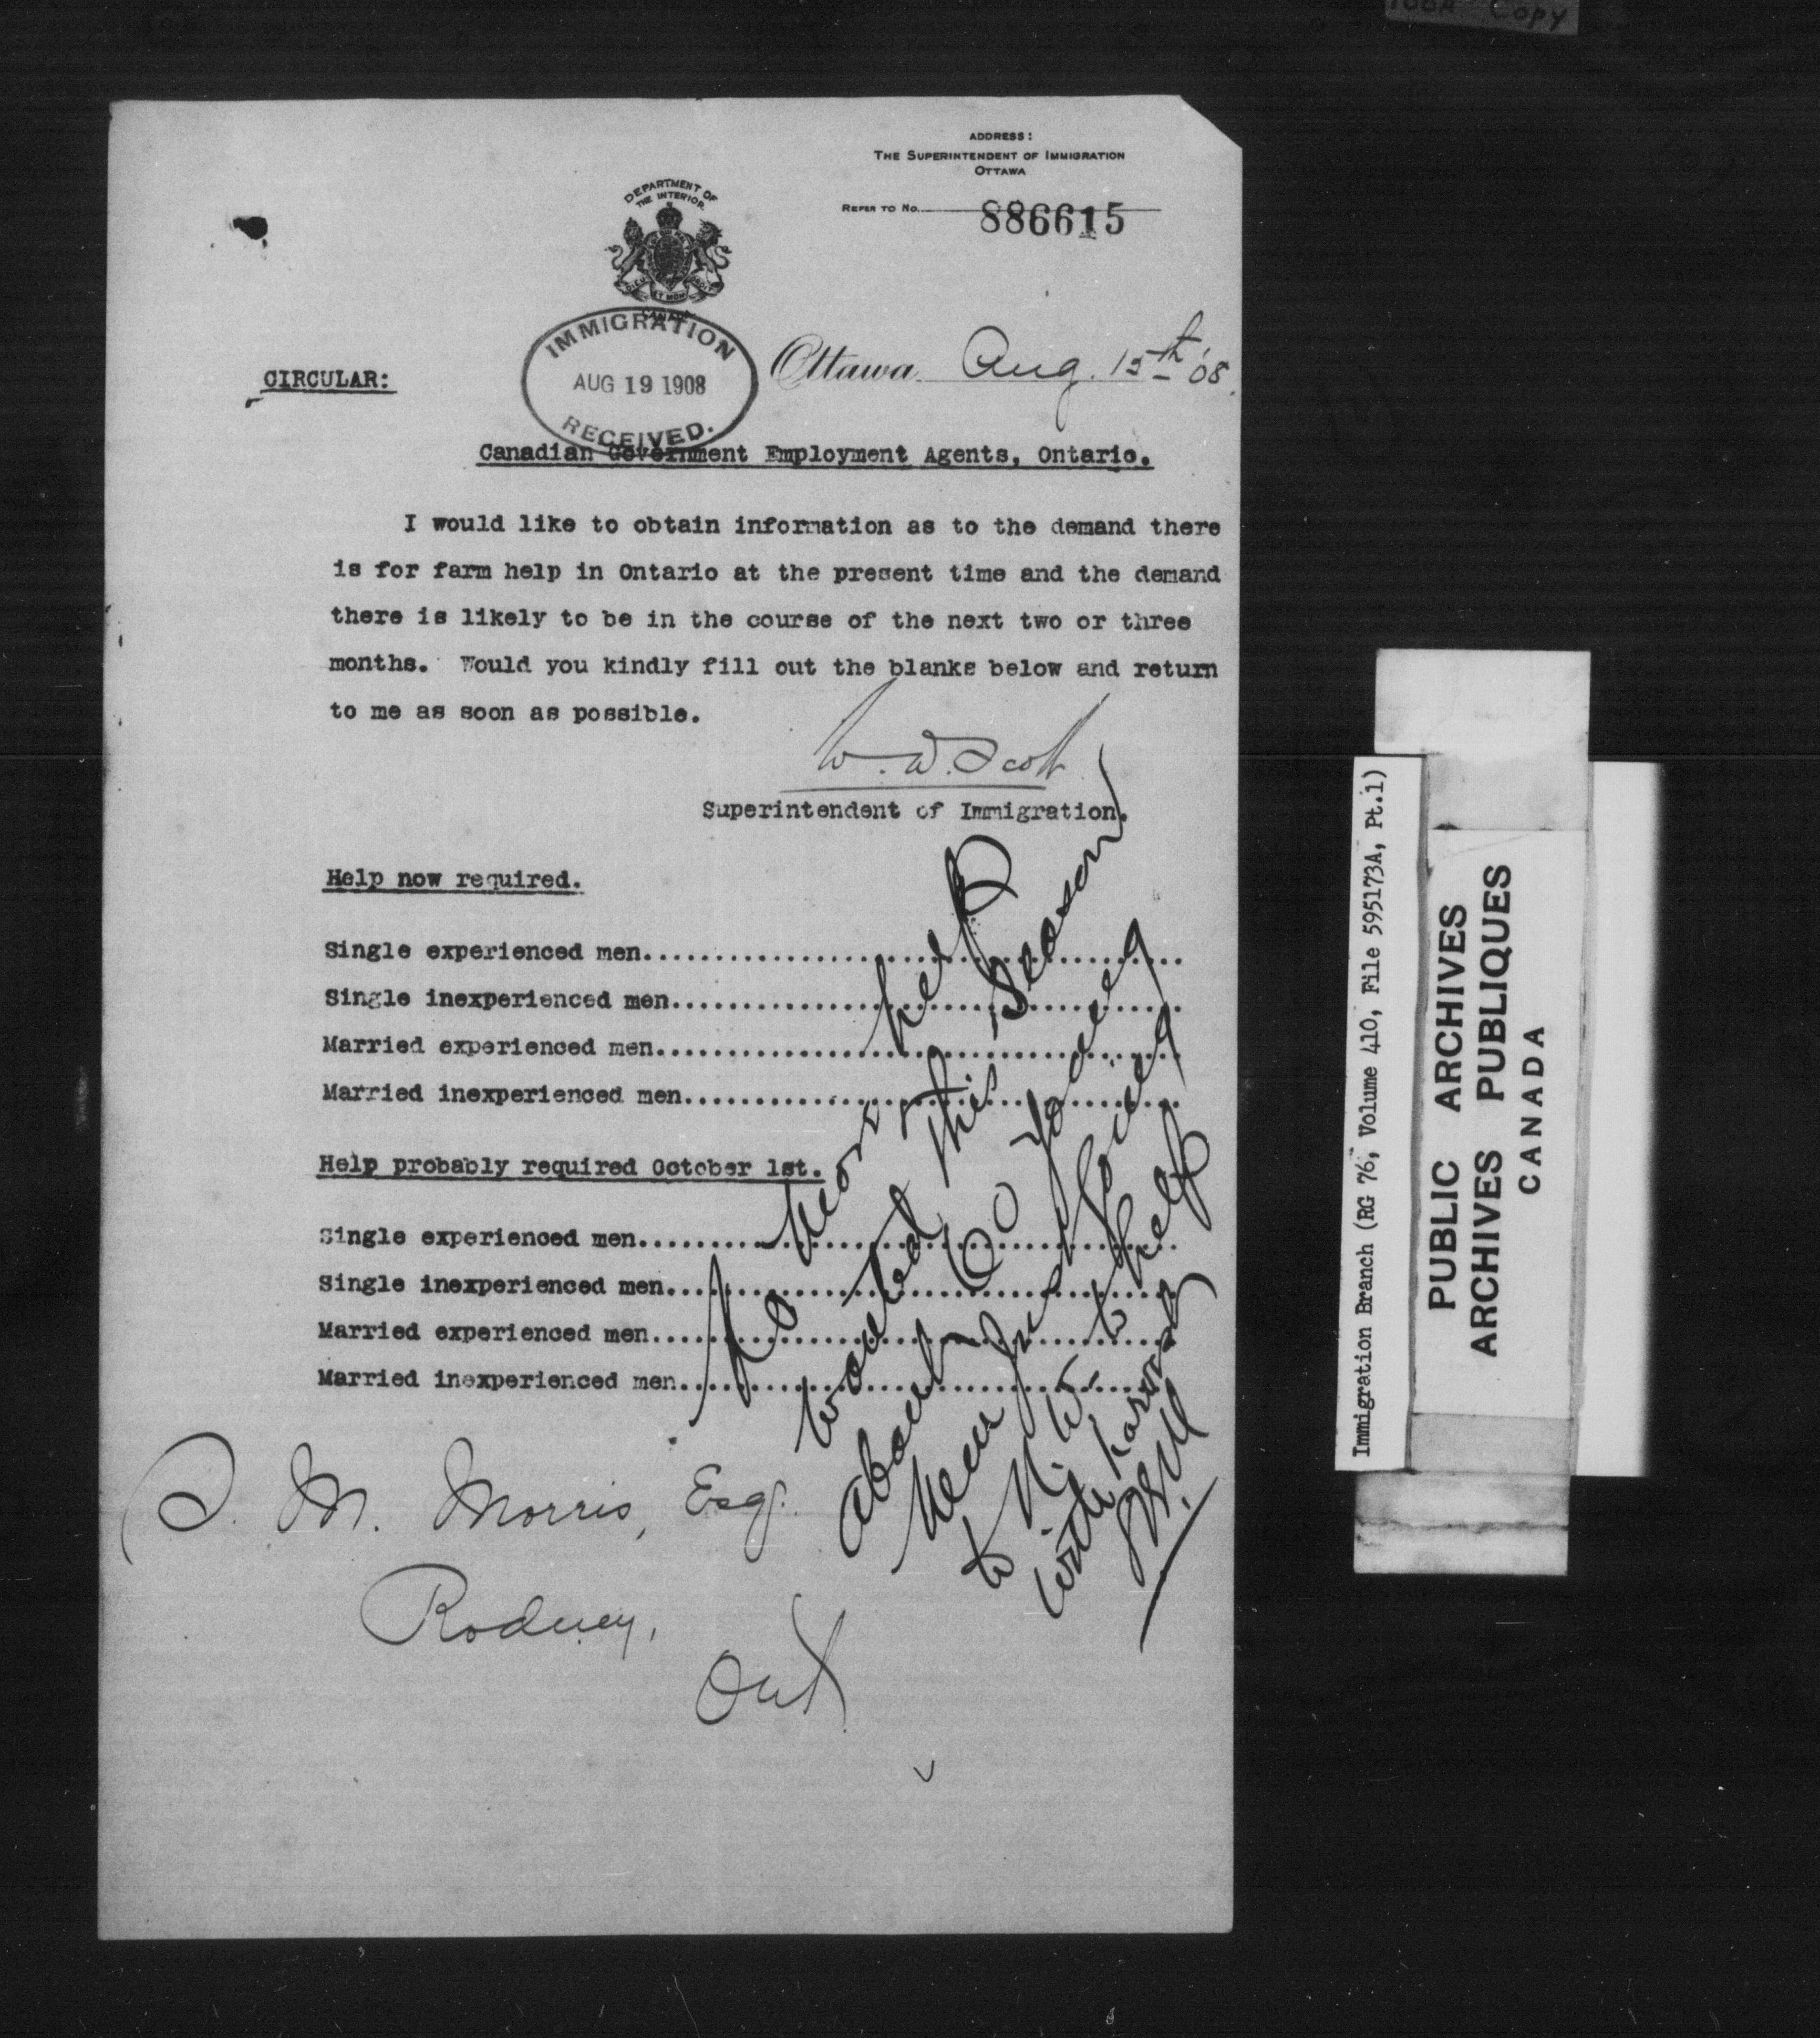 POOR Copy
ADDRESS:
THE SUPERINTENDENT OF IMMIGRATION
OTTAWA
REFER TO No. 886615
DEPARTMENT OF
THE INTERIOR.
CANADA
IMMIGRATION
AUG 19 1908
RECEIVED.
Ottawa Aug. 15th '08.
CIRCULAR:
Canadian Government Employment Agents, Ontario.
I would like to obtain information as to the demand there
is for farm help in Ontario at the present time and the demand
there is likely to be in the course of the next two or three
months. Would you kindly fill out the blanks below and return
to me as soon as possible.
W. D. Scott
Superintendent of Immigration.
Help now required.
Single experienced men
Single inexperienced men
Married experienced men
Married inexperienced men
Help probably required October 1st.
Single experienced men
Single inexperienced men
Married experienced men
Married inexperienced men
No more help
wanted this season
about 60 young
men just going
to N. W. to help
with harvest
M. Morris, Esq.
Rodney,
Ont
Immigration Branch (RG 76, Volume 410, File 595173A, Pt.1)
PUBLIC ARCHIVES
ARCHIVES PUBLIQUES
CANADA